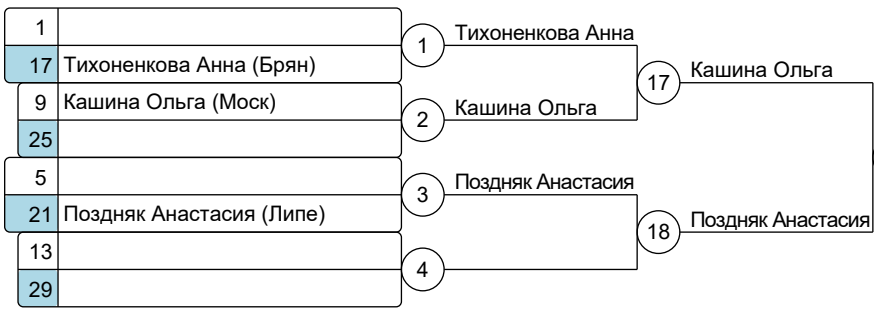 1
17 Тихоненкова Анна (Брян)
9 Кашина Ольга (Моск)
25
5
21 Поздняк Анастасия (Липе)
13
29
1 Тихоненкова Анна
2 Кашина Ольга
3 Поздняк Анастасия
4
17 Кашина Ольга
18 Поздняк Анастасия